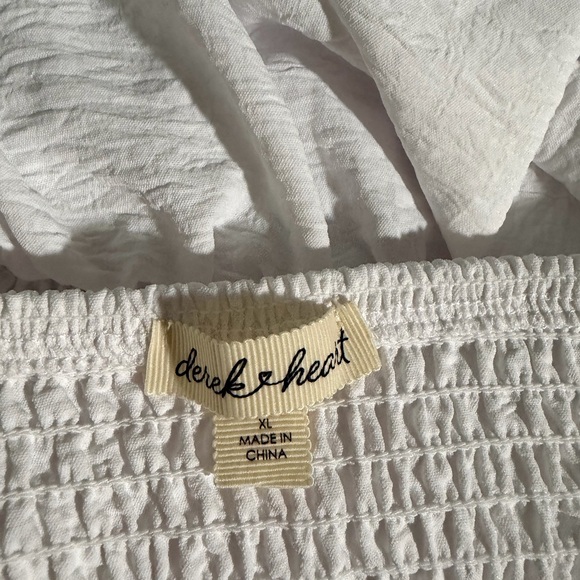 derek heart
XL
MADE IN
CHINA